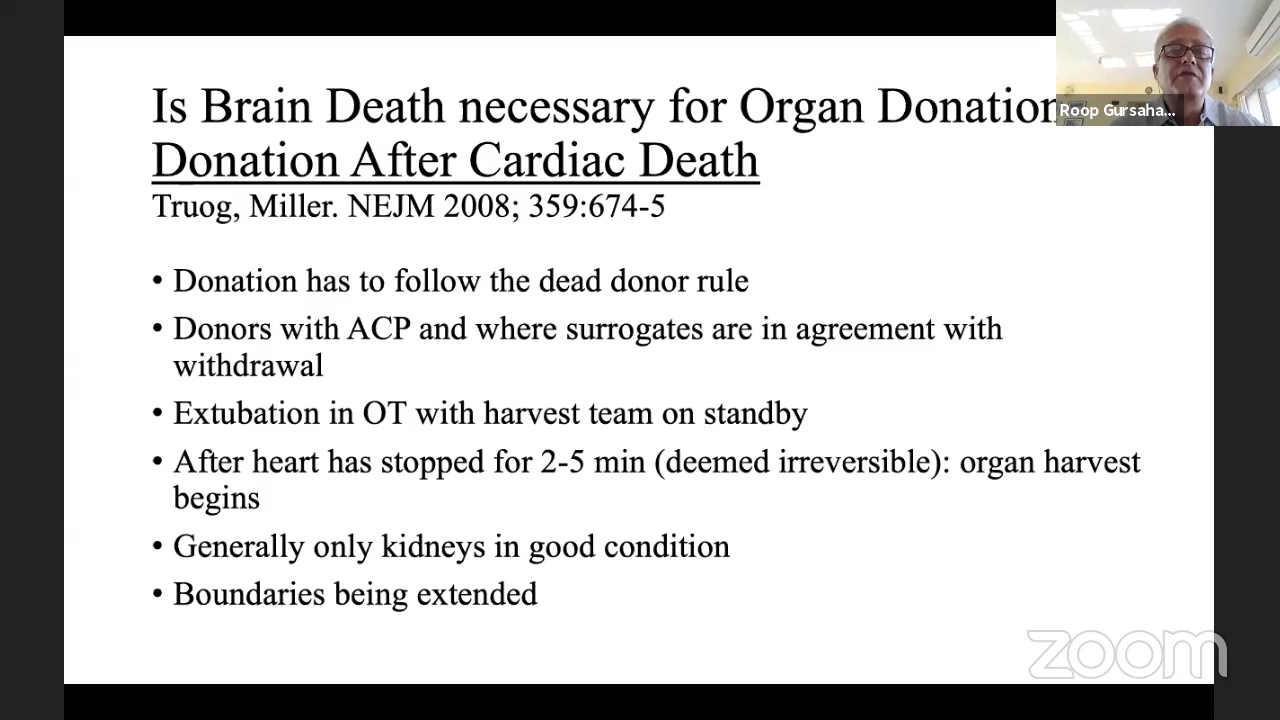 Is Brain Death necessary for Organ Donation
Donation After Cardiac Death
Truog, Miller. NEJM 2008; 359:674-5
• Donation has to follow the dead donor rule
• Donors with ACP and where surrogates are in agreement with
withdrawal
• Extubation in OT with harvest team on standby
• After heart has stopped for 2-5 min (deemed irreversible): organ harvest
begins
• Generally only kidneys in good condition
• Boundaries being extended
Roop Gursaha...
zoom